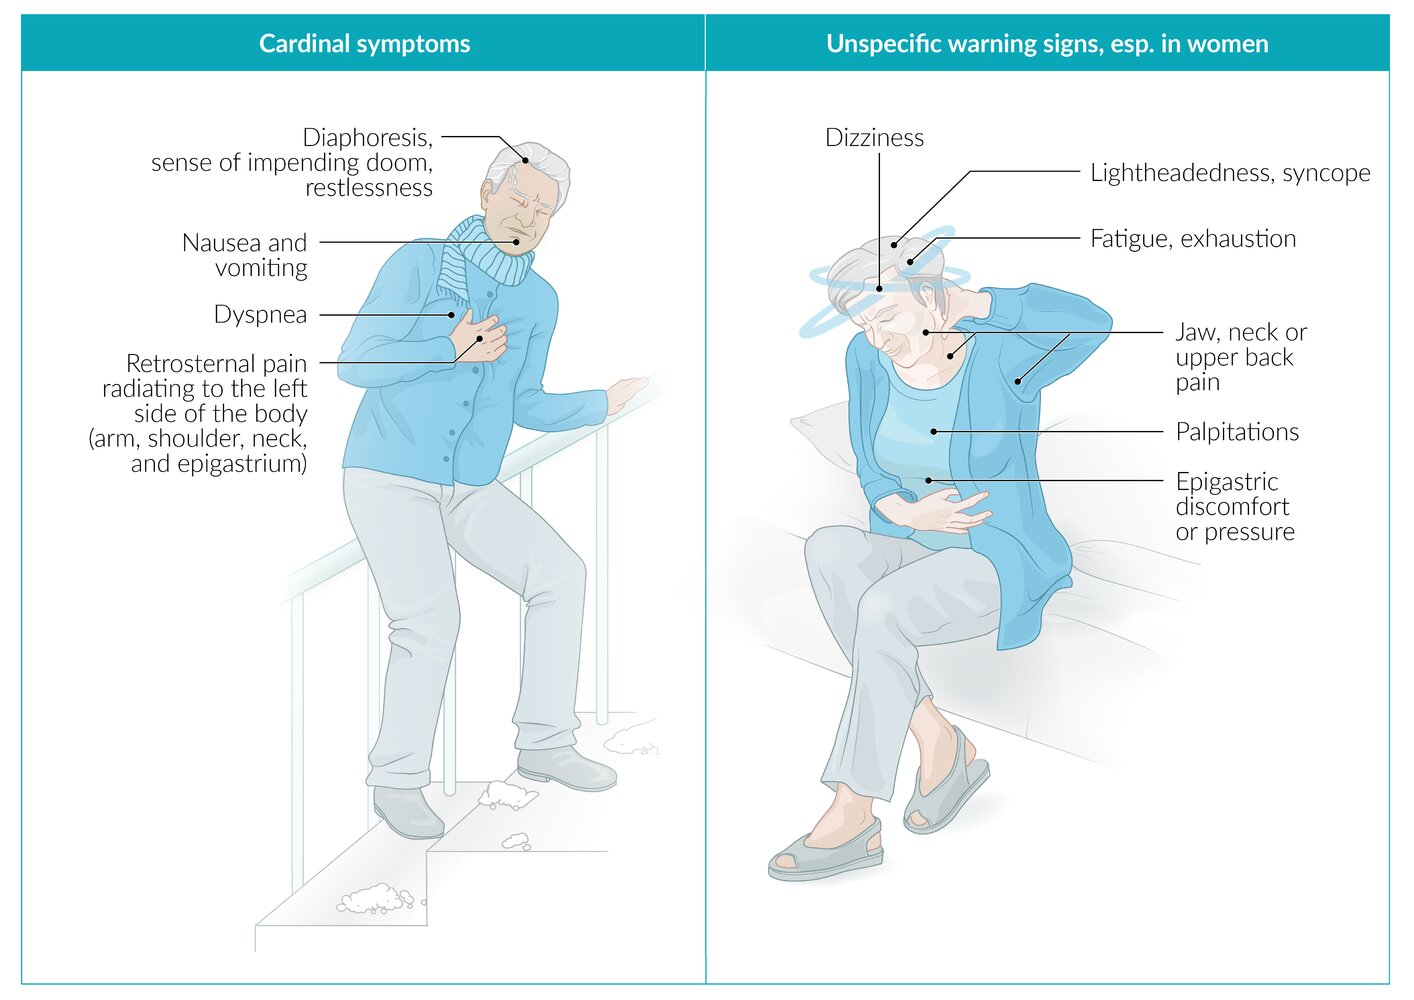 Cardinal symptoms
Diaphoresis,
sense of impending doom,
restlessness
Nausea and
vomiting
Dyspnea
Retrosternal pain
radiating to the left
side of the body
(arm, shoulder, neck,
and epigastrium)
Unspecific warning signs, esp. in women
Dizziness
Lightheadedness, syncope
Fatigue, exhaustion
Jaw, neck or
upper back
pain
Palpitations
Epigastric
discomfort
or pressure